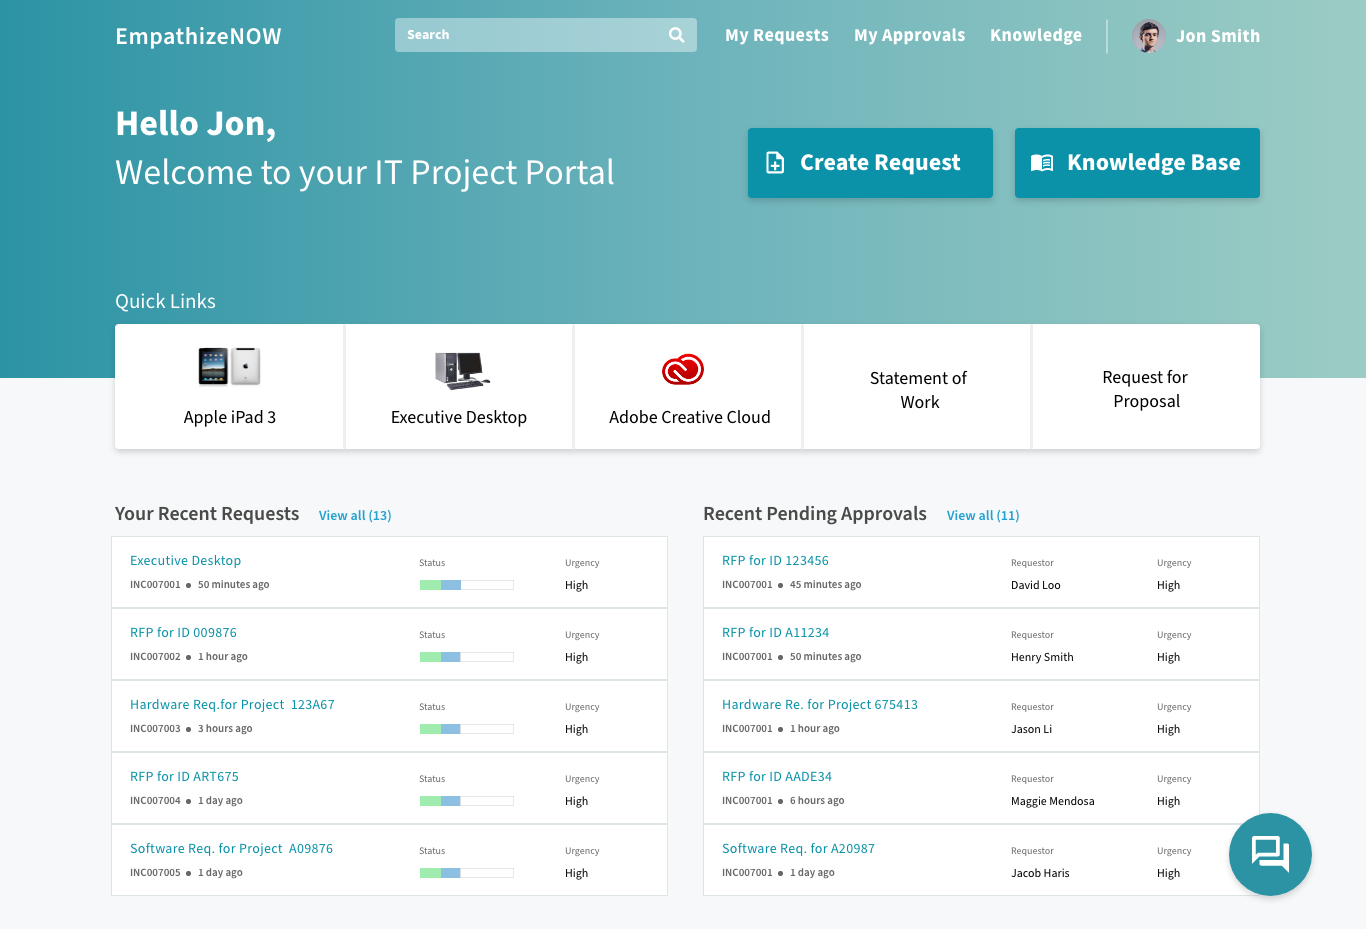 EmpathizeNOW
Search
My Requests
My Approvals
Knowledge
Jon Smith
Hello Jon,
Welcome to your IT Project Portal
Create Request
Knowledge Base
Quick Links
Apple iPad 3
Executive Desktop
Adobe Creative Cloud
Statement of
Work
Request for
Proposal
Your Recent Requests
View all (13)
Executive Desktop
INC007001 ● 50 minutes ago
Status
Urgency
High
RFP for ID 009876
INC007002 ● 1 hour ago
Status
Urgency
High
Hardware Req.for Project  123A67
INC007003 ● 3 hours ago
Status
Urgency
High
RFP for ID ART675
INC007004 ● 1 day ago
Status
Urgency
High
Software Req. for Project  A09876
INC007005 ● 1 day ago
Status
Urgency
High
Recent Pending Approvals
View all (11)
RFP for ID 123456
INC007001 ● 45 minutes ago
Requestor
David Loo
Urgency
High
RFP for ID A11234
INC007001 ● 50 minutes ago
Requestor
Henry Smith
Urgency
High
Hardware Re. for Project 675413
INC007001 ● 1 hour ago
Requestor
Jason Li
Urgency
High
RFP for ID AADE34
INC007001 ● 6 hours ago
Requestor
Maggie Mendosa
Urgency
High
Software Req. for A20987
INC007001 ● 1 day ago
Requestor
Jacob Haris
Urgency
High